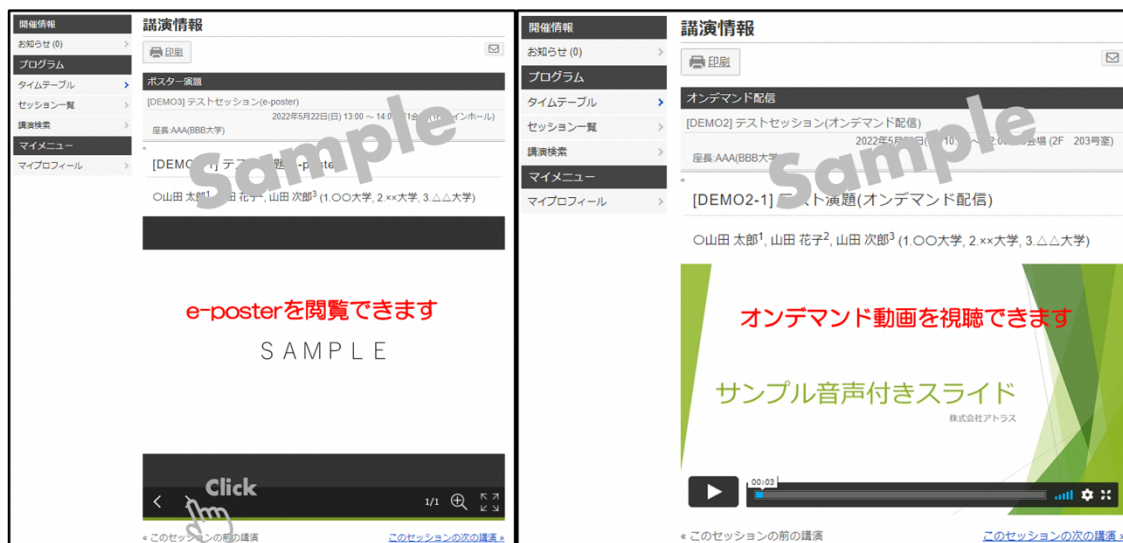 開催情報
お知らせ (0)
プログラム
タイムテーブル
セッション一覧
講演検索
マイメニュー
マイプロフィール
講演情報
印刷
ポスター演題
[DEMO3] テストセッション(e-poster)
2022年5月22日(日) 13:00 ～ 14:0
インホール)
座長:AAA(BBB大学)
Sample
〇山田 太郎1, 田 花子2, 山田 次郎3 (1.〇〇大学, 2.××大学, 3.△△大学)
e-posterを閲覧できます
SAMPLE
Click
1/1
« このセッションの前の講演
このセッションの次の講演 »
開催情報
お知らせ (0)
プログラム
タイムテーブル
セッション一覧
講演検索
マイメニュー
マイプロフィール
講演情報
印刷
オンデマンド配信
[DEMO2] テストセッション(オンデマンド配信)
2022年5月
会場 (2F 203号室)
座長:AAA(BBB大学
Sample
[DEMO2-1] テスト演題(オンデマンド配信)
〇山田 太郎1, 山田 花子2, 山田 次郎3 (1.〇〇大学, 2.××大学, 3.△△大学)
オンデマンド動画を視聴できます
サンプル音声付きスライド
株式会社アトラス
00:03
« このセッションの前の講演
このセッションの次の講演 »